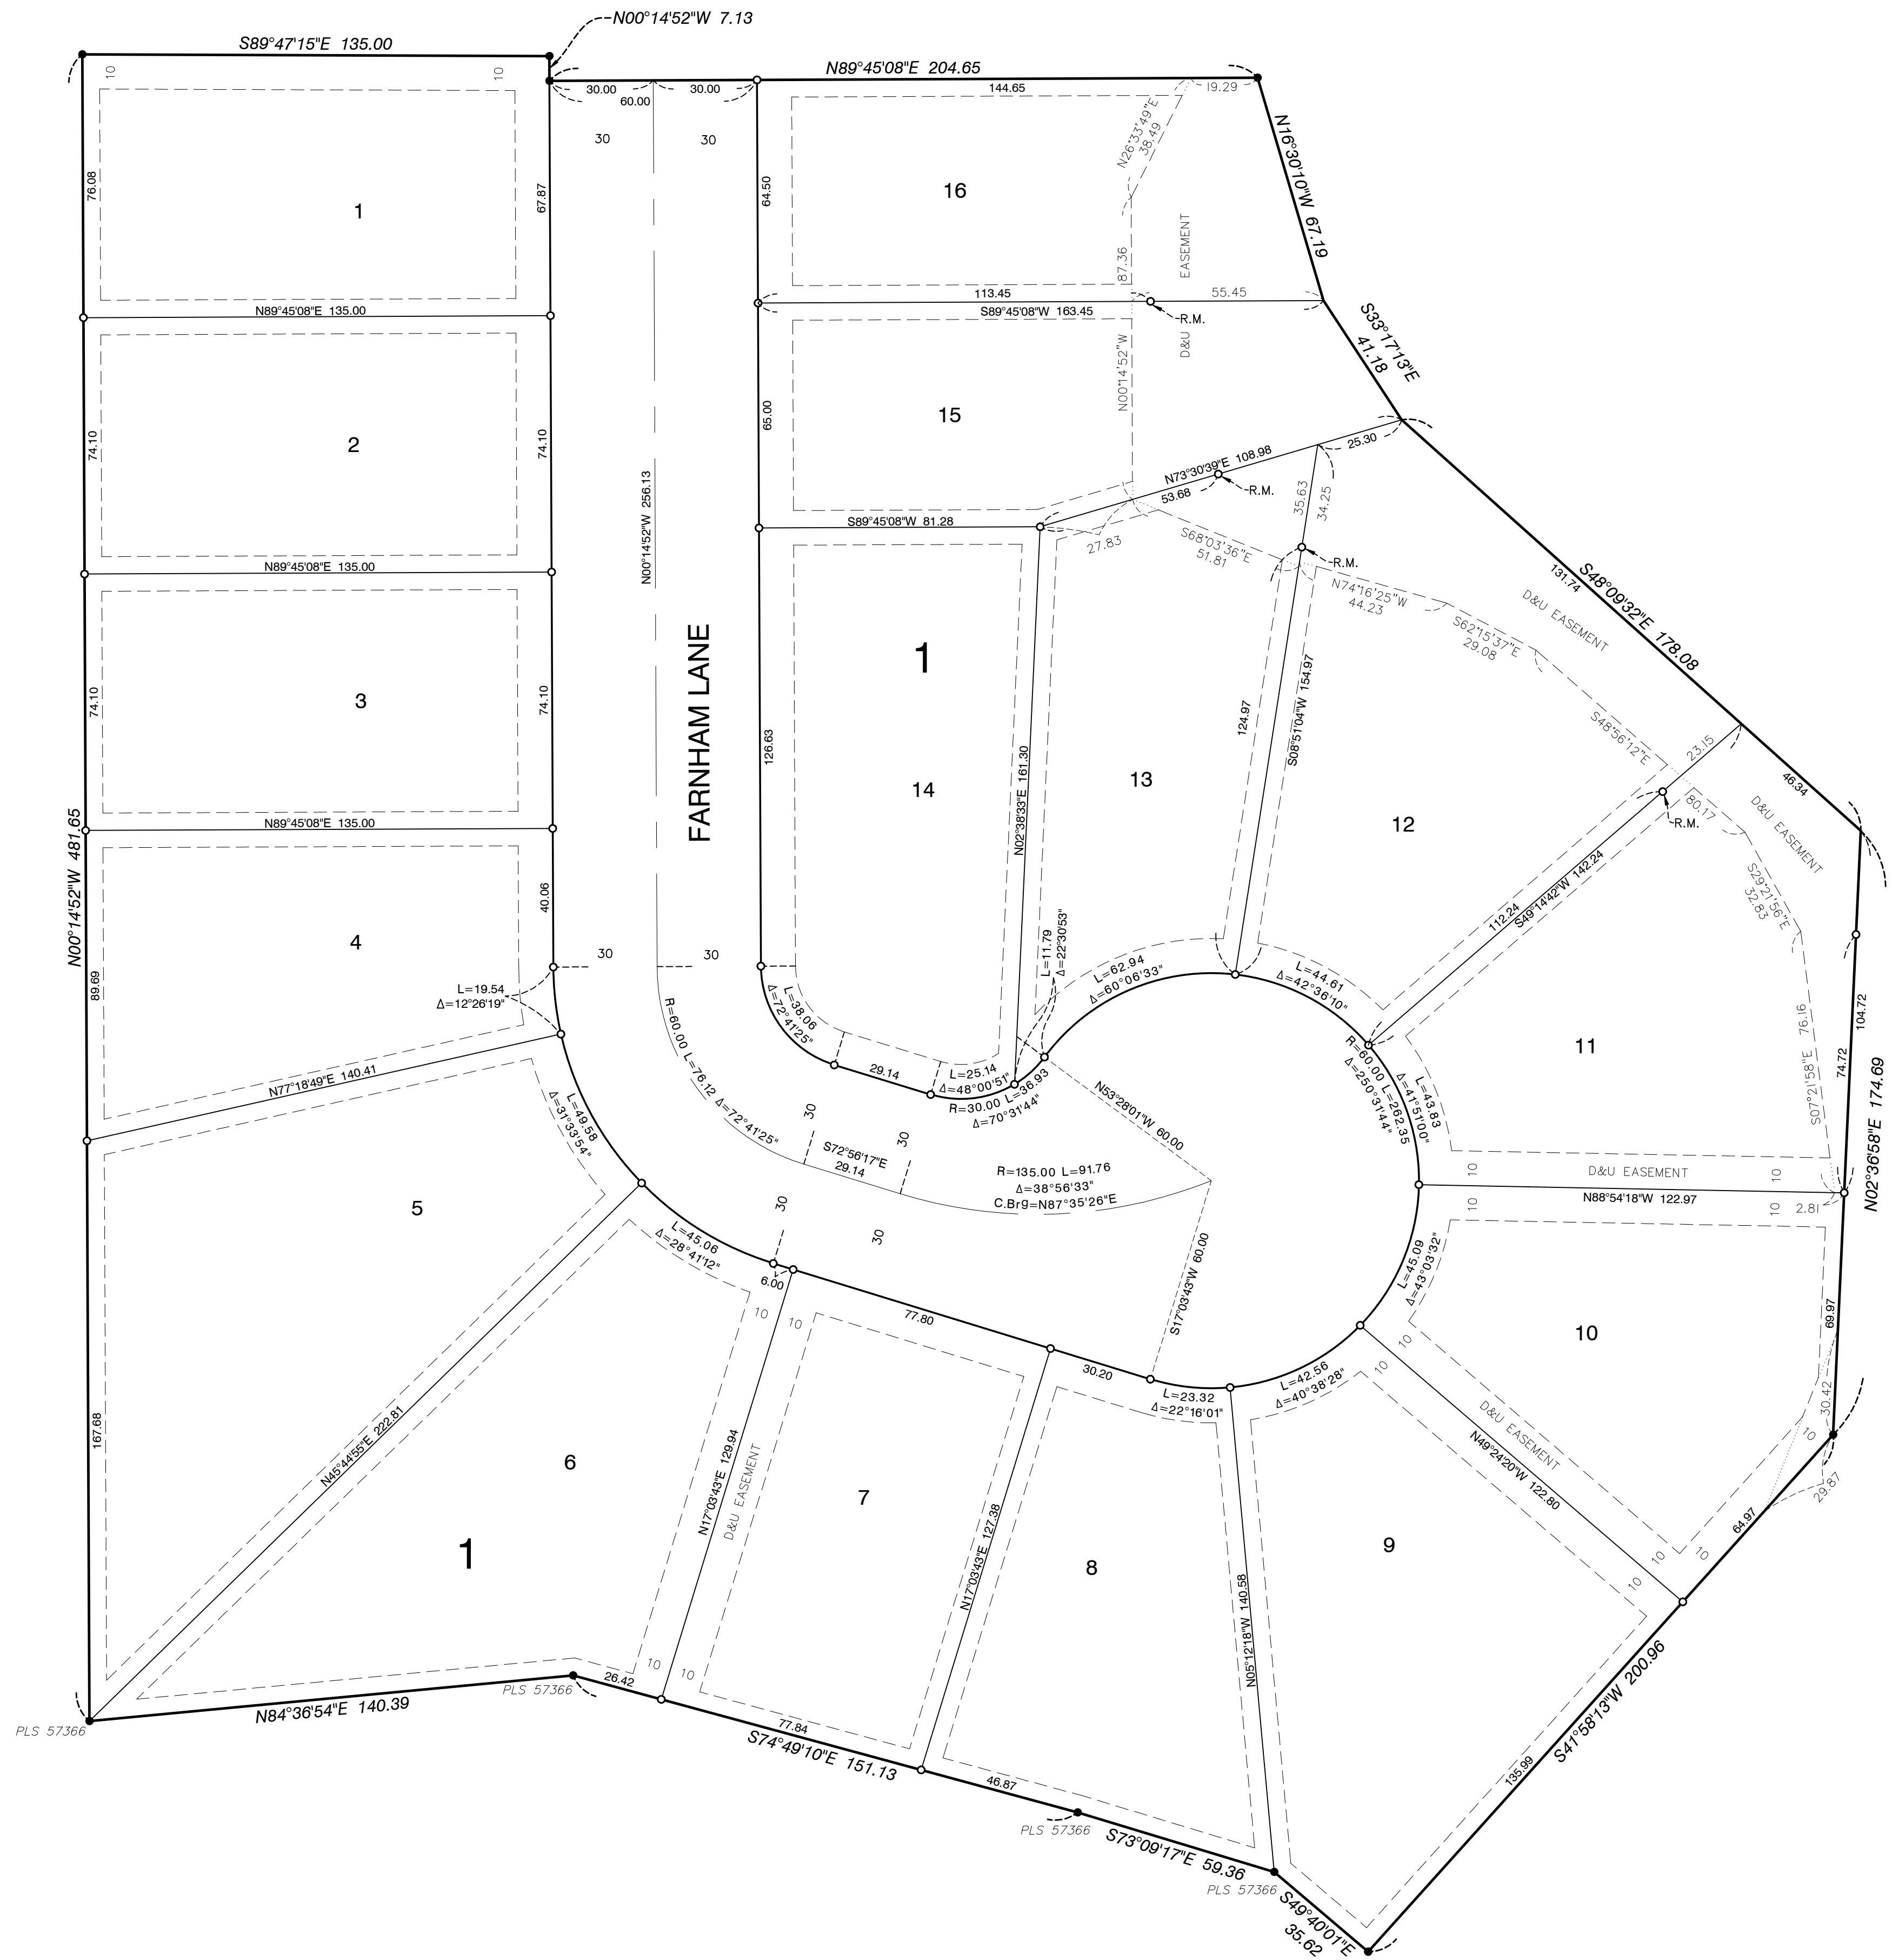 N00°14'52"W 7.13
S89°47'15"E 135.00
N89°45'08"E 204.65
10
10
30.00
30.00
60.00
144.65
19.29
30
30
N26°33'49"E
38.49
N16°30'10"W 67.19
76.08
1
67.87
64.50
16
EASEMENT
87.36
N89°45'08"E 135.00
113.45
55.45
S89°45'08"W 163.45
R.M.
D&U
S33°17'13"E
41.18
74.10
2
74.10
65.00
15
N00°14'52"W
N73°30'39"E 108.98
25.30
53.68
R.M.
35.63
34.25
N00°14'52"W 256.13
S89°45'08"W 81.28
27.83
S68°03'36"E
51.81
R.M.
N89°45'08"E 135.00
N74°16'25"W
44.23
S62°15'37"E
29.08
D&U EASEMENT
131.74
S48°09'32"E 178.08
74.10
3
74.10
FARNHAM LANE
126.63
1
14
N02°38'33"E 161.30
13
124.97
S08°51'04"W 154.97
12
S48°56'12"E
23.15
46.34
R.M.
80.17
D&U EASEMENT
112.24
S49°14'42"W 142.24
S29°21'56"E
32.83
N89°45'08"E 135.00
N00°14'52"W 481.65
89.69
4
40.06
30
30
L=19.54
Δ=12°26'19"
L=38.06
Δ=72°41'25"
L=11.79
Δ=22°30'53"
L=62.94
Δ=60°06'33"
L=44.61
Δ=42°36'10"
11
76.16
S07°21'58"E
104.72
74.72
N02°36'58"E 174.69
R=60.00 L=76.12 Δ=72°41'25"
29.14
L=25.14
Δ=48°00'51"
R=30.00 L=36.93
Δ=70°31'44"
N53°28'01"W 60.00
R=60.00 L=262.35
Δ=250°31'44"
L=43.83
Δ=41°51'00"
N77°18'49"E 140.41
L=49.58
Δ=31°33'54"
30
30
S72°56'17"E
29.14
R=135.00 L=91.76
Δ=38°56'33"
C.Br9=N87°35'26"E
10
D&U EASEMENT
10
N88°54'18"W 122.97
10
10
2.81
5
30
30
L=45.06
Δ=28°41'12"
6.00
S17°03'43"W 60.00
L=45.09
Δ=43°03'32"
69.97
10
77.80
10
10
30.20
L=23.32
Δ=22°16'01"
L=42.56
Δ=40°38'28"
10
10
30.42
10
29.87
167.68
N45°44'55"E 222.81
6
1
N17°03'43"E 129.94
D&U EASEMENT
7
N17°03'43"E 127.38
8
N05°12'18"W 140.58
9
D&U EASEMENT
N49°24'20"W 122.80
64.97
10
10
10
10
10
PLS 57366
26.42
N84°36'54"E 140.39
PLS 57366
77.84
S74°49'10"E 151.13
46.87
PLS 57366
S73°09'17"E 59.36
PLS 57366
S49°40'01"E
35.62
135.99
S41°58'13"W 200.96